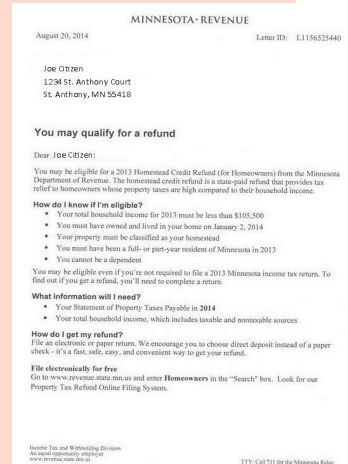 MINNESOTA • REVENUE
August 20, 2014
Letter ID: L1156525440
Joe Citizen
1234 St. Anthony Court
St. Anthony, MN 55418
You may qualify for a refund
Dear Joe Citizen:
You may be eligible for a 2013 Homestead Credit Refund (for Homeowners) from the Minnesota
Department of Revenue. The homestead credit refund is a state-paid refund that provides tax
relief to homeowners whose property taxes are high compared to their household income.
How do I know if I'm eligible?
• Your total household income for 2013 must be less than $105,500
• You must have owned and lived in your home on January 2, 2014
• Your property must be classified as your homestead
• You must have been a full- or part-year resident of Minnesota in 2013
• You cannot be a dependent
You may be eligible even if you're not required to file a 2013 Minnesota income tax return. To
find out if you get a refund, you'll need to complete a return.
What information will I need?
• Your Statement of Property Taxes Payable in 2014
• Your total household income, which includes taxable and nontaxable sources
How do I get my refund?
File an electronic or paper return. We encourage you to choose direct deposit instead of a paper
check - it's a fast, safe, easy, and convenient way to get your refund.
File electronically for free
Go to www.revenue.state.mn.us and enter Homeowners in the "Search" box. Look for our
Property Tax Refund Online Filing System.
Income Tax and Withholding Division
An equal opportunity employer
www.revenue.state.mn.us
TTY: Call 711 for the Minnesota Relay